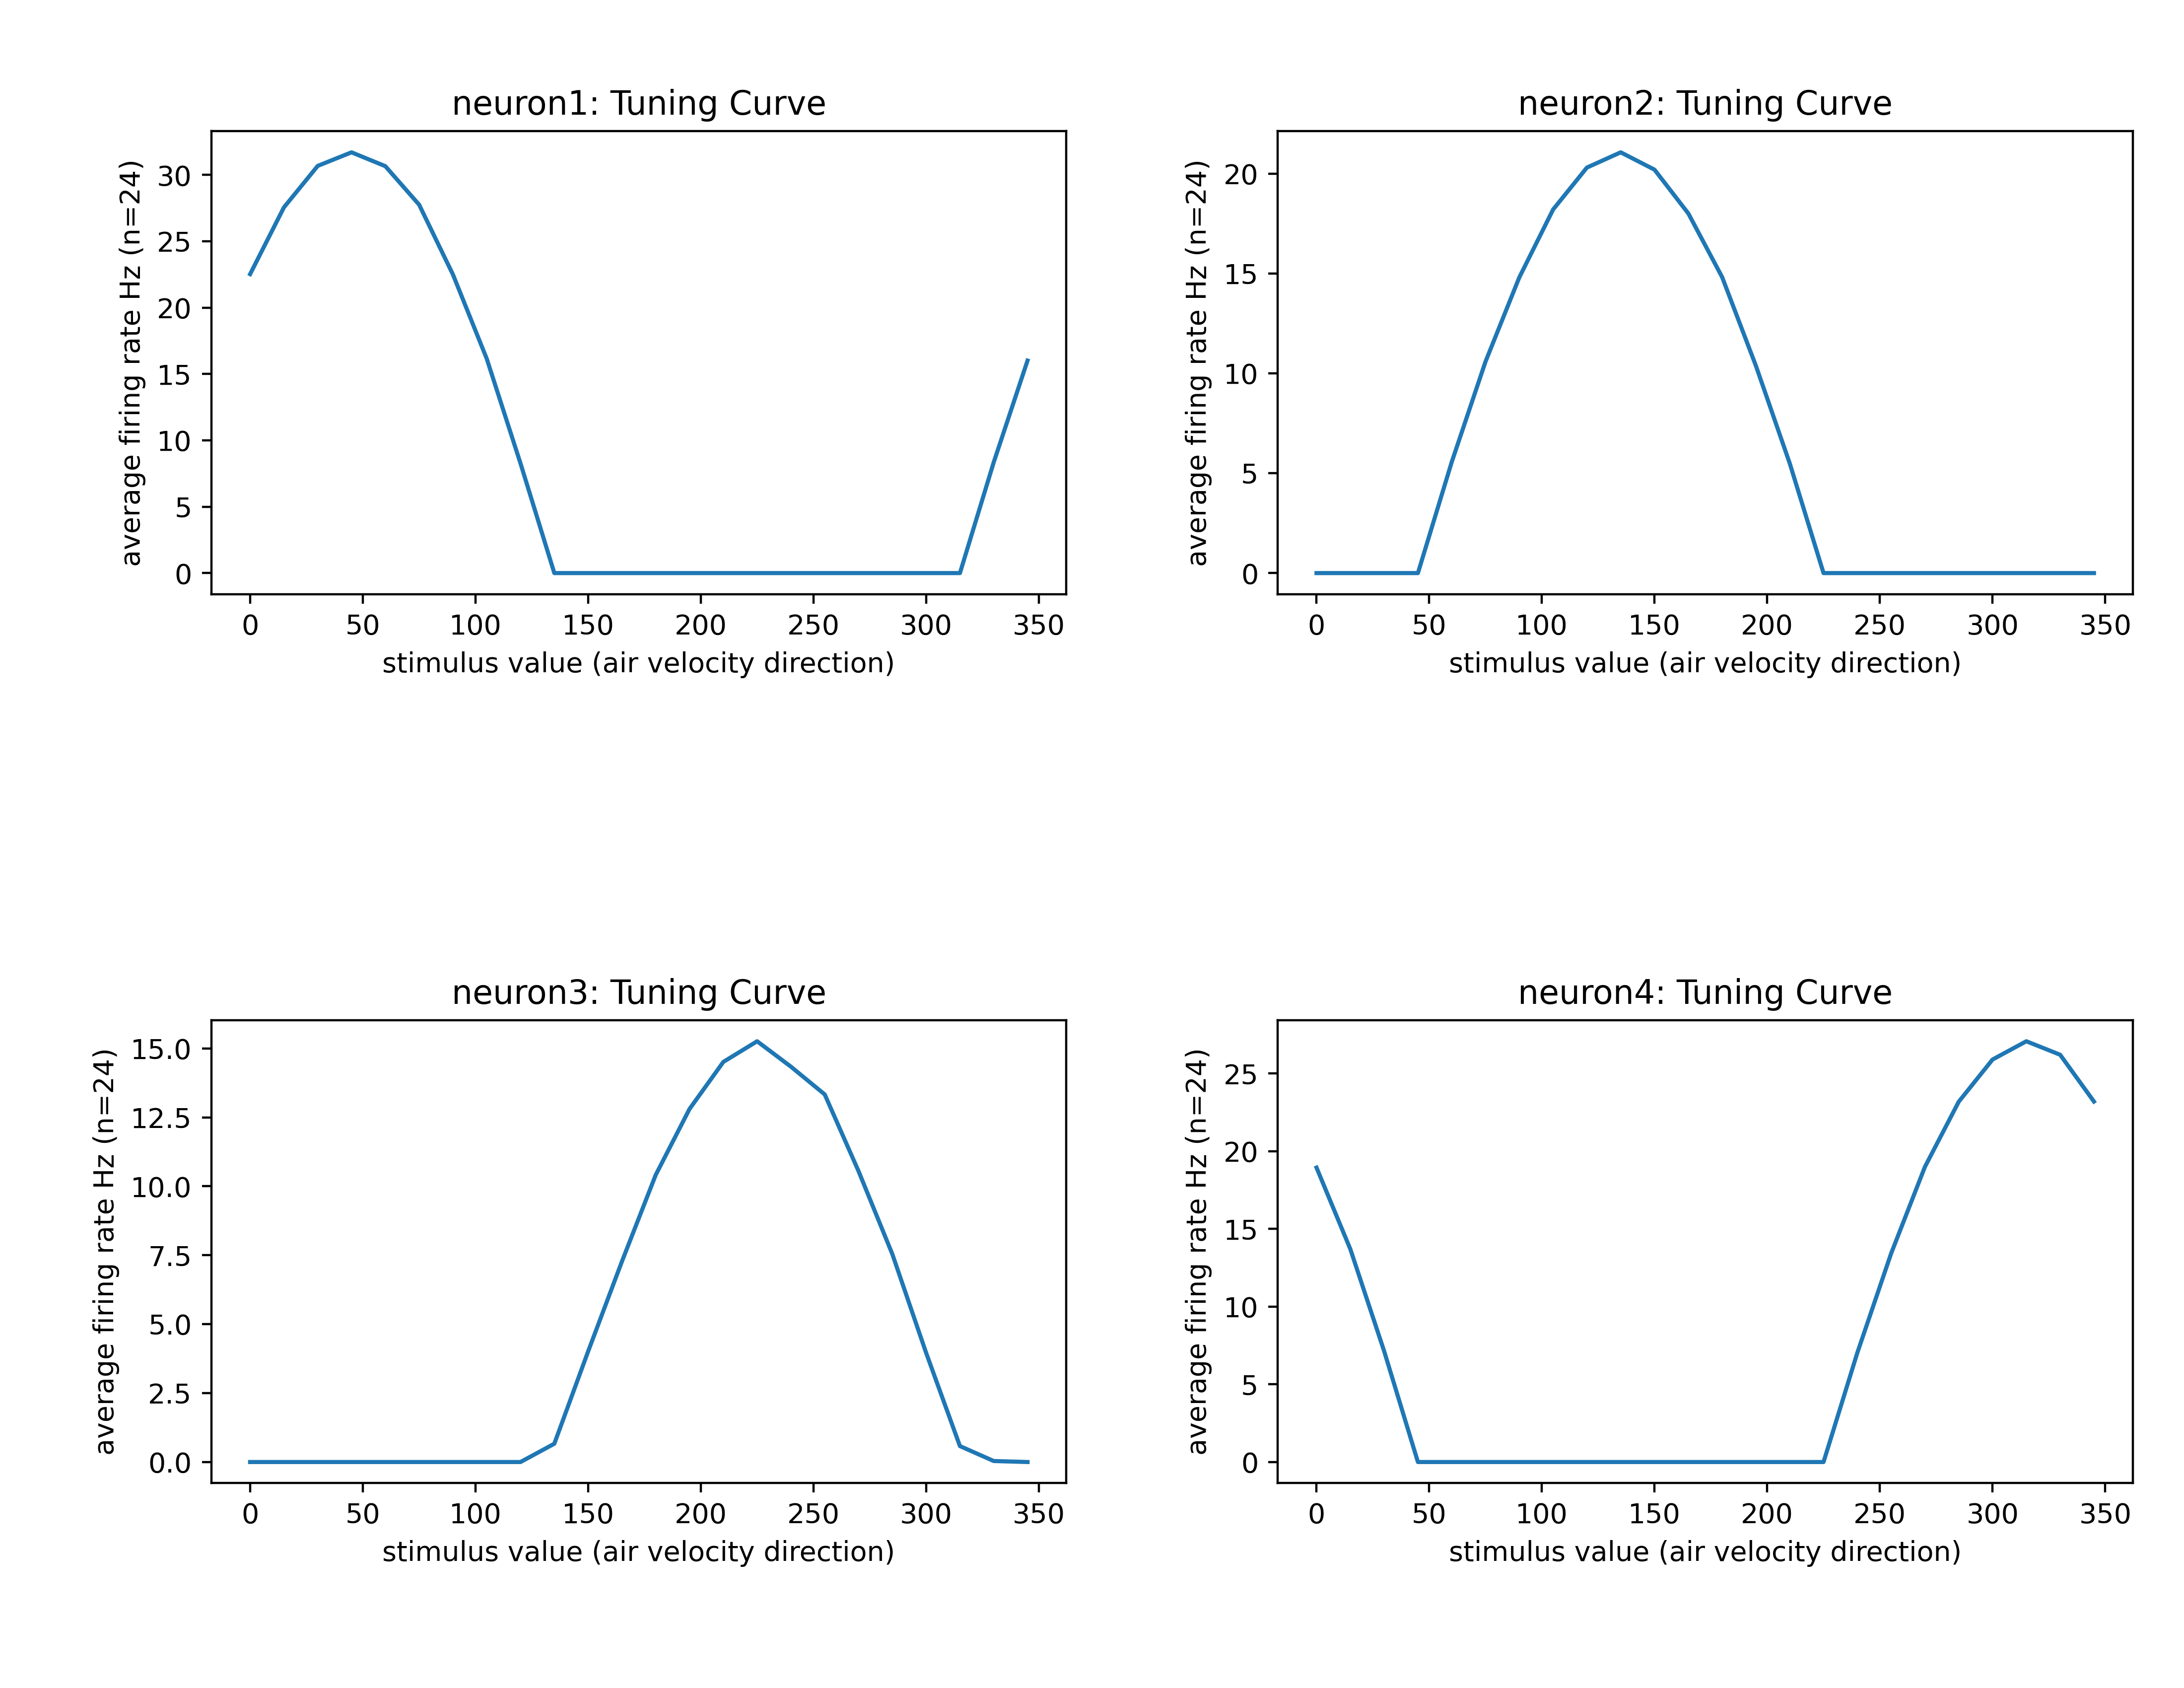 neuron1: Tuning Curve
average firing rate Hz (n=24)
30
25
20
15
10
5
0
0 50 100 150 200 250 300 350
stimulus value (air velocity direction)
neuron2: Tuning Curve
average firing rate Hz (n=24)
20
15
10
5
0
0 50 100 150 200 250 300 350
stimulus value (air velocity direction)
neuron3: Tuning Curve
average firing rate Hz (n=24)
15.0
12.5
10.0
7.5
5.0
2.5
0.0
0 50 100 150 200 250 300 350
stimulus value (air velocity direction)
neuron4: Tuning Curve
average firing rate Hz (n=24)
25
20
15
10
5
0
0 50 100 150 200 250 300 350
stimulus value (air velocity direction)